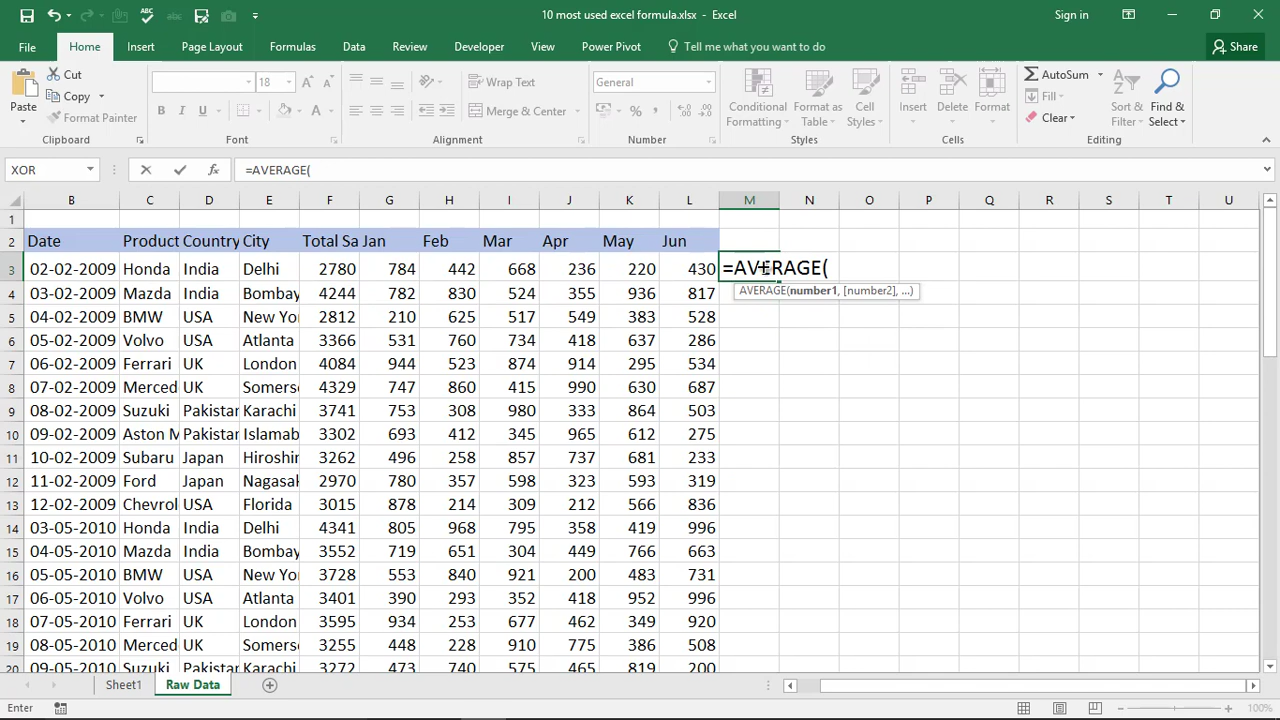 10 most used excel formula.xlsx - Excel
Sign in
File Home Insert Page Layout Formulas Data Review View Developer Power Pivot Tell me what you want to do Share
Paste
Cut
Copy
Format Painter
Clipboard
18
B I U
Font
Wrap Text
Merge & Center
Alignment
General
%
Number
Conditional Formatting
Format as Table
Cell Styles
Styles
Insert
Delete
Format
Cells
AutoSum
Fill
Clear
Sort & Filter
Find & Select
Editing
XOR fx =AVERAGE(
B C D E F G H I J K L M N O P Q R S T U
1
2 Date Product Country City Total Sa Jan Feb Mar Apr May Jun
3 02-02-2009 Honda India Delhi 2780 784 442 668 236 220 430 =AVERAGE(
AVERAGE(number1, [number2], ...)
4 03-02-2009 Mazda India Bombay 4244 782 830 524 355 936 817
5 04-02-2009 BMW USA New Yo 2812 210 625 517 549 383 528
6 05-02-2009 Volvo USA Atlanta 3366 531 760 734 418 637 286
7 06-02-2009 Ferrari UK London 4084 944 523 874 914 295 534
8 07-02-2009 Merced UK Somers 4329 747 860 415 990 630 687
9 08-02-2009 Suzuki Pakistan Karachi 3741 753 308 980 333 864 503
10 09-02-2009 Aston M Pakistan Islamab 3302 693 412 345 965 612 275
11 10-02-2009 Subaru Japan Hiroshi 3262 496 258 857 737 681 233
12 11-02-2009 Ford Japan Nagasak 2970 780 357 598 323 593 319
13 12-02-2009 Chevrol USA Florida 3015 878 214 309 212 566 836
14 03-05-2010 Honda India Delhi 4341 805 968 795 358 419 996
15 04-05-2010 Mazda India Bombay 3552 719 651 304 449 766 663
16 05-05-2010 BMW USA New Yo 3728 553 840 921 200 483 731
17 06-05-2010 Volvo USA Atlanta 3401 390 293 352 418 952 996
18 07-05-2010 Ferrari UK London 3595 934 253 677 462 349 920
19 08-05-2010 Merced UK Somers 3255 448 228 910 775 386 508
20 09-05-2010 Suzuki Pakistan Karachi 3272 473 740 575 465 819 200
Sheet1 Raw Data
Enter
100%